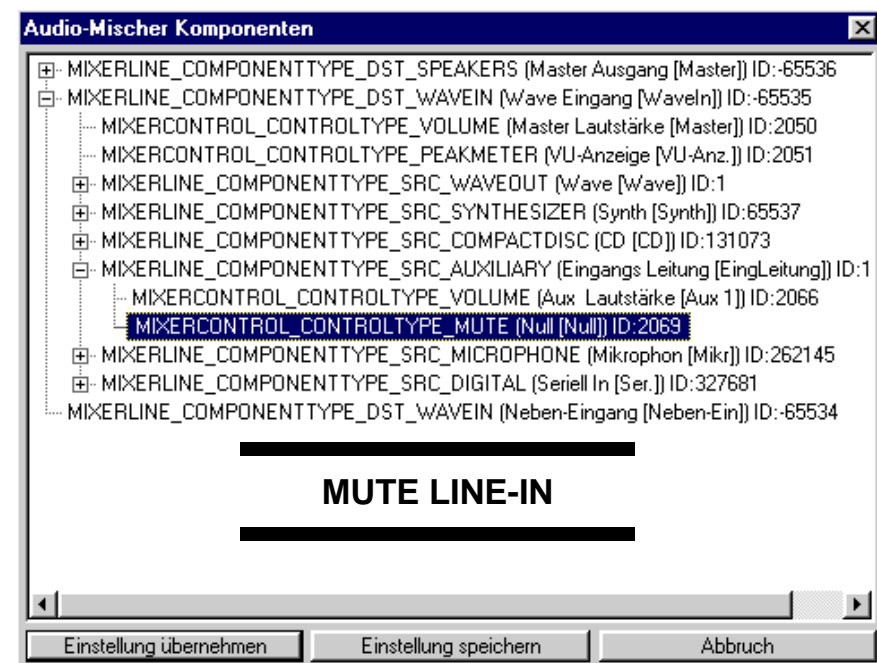 Audio-Mischer Komponenten
MIXERLINE_COMPONENTTYPE_DST_SPEAKERS (Master Ausgang [Master]) ID:-65536
MIXERLINE_COMPONENTTYPE_DST_WAVEIN (Wave Eingang [WaveIn]) ID:-65535
MIXERCONTROL_CONTROLTYPE_VOLUME (Master Lautstärke [Master]) ID:2050
MIXERCONTROL_CONTROLTYPE_PEAKMETER (VU-Anzeige [VU-Anz.]) ID:2051
MIXERLINE_COMPONENTTYPE_SRC_WAVEOUT (Wave [Wave]) ID:1
MIXERLINE_COMPONENTTYPE_SRC_SYNTHESIZER (Synth [Synth]) ID:65537
MIXERLINE_COMPONENTTYPE_SRC_COMPACTDISC (CD [CD]) ID:131073
MIXERLINE_COMPONENTTYPE_SRC_AUXILIARY (Eingangs Leitung [EingLeitung]) ID:1
MIXERCONTROL_CONTROLTYPE_VOLUME (Aux Lautstärke [Aux 1]) ID:2066
MIXERCONTROL_CONTROLTYPE_MUTE (Null [Null]) ID:2069
MIXERLINE_COMPONENTTYPE_SRC_MICROPHONE (Mikrophon [Mikr]) ID:262145
MIXERLINE_COMPONENTTYPE_SRC_DIGITAL (Seriell In [Ser.]) ID:327681
MIXERLINE_COMPONENTTYPE_DST_WAVEIN (Neben-Eingang [Neben-Ein]) ID:-65534
MUTE LINE-IN
Einstellung übernehmen
Einstellung speichern
Abbruch